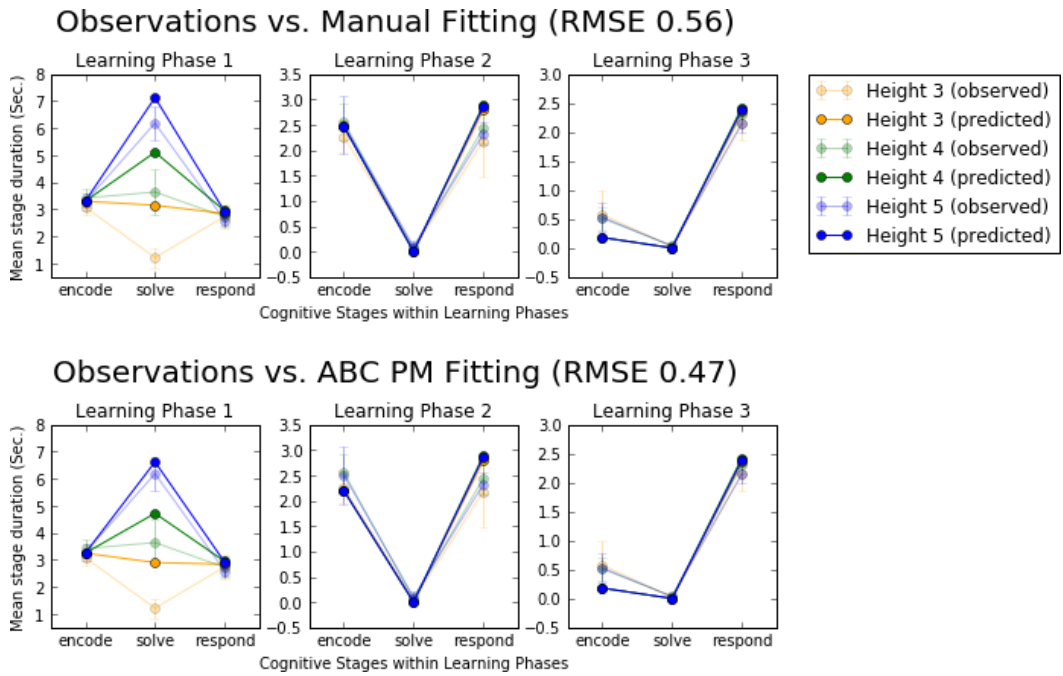 Observations vs. Manual Fitting (RMSE 0.56)
Learning Phase 1
Learning Phase 2
Learning Phase 3
Mean stage duration (Sec.)
8
7
6
5
4
3
2
1
encode solve respond
3.5
3.0
2.5
2.0
1.5
1.0
0.5
0.0
−0.5
encode solve respond
3.0
2.5
2.0
1.5
1.0
0.5
0.0
−0.5
encode solve respond
Cognitive Stages within Learning Phases
Height 3 (observed)
Height 3 (predicted)
Height 4 (observed)
Height 4 (predicted)
Height 5 (observed)
Height 5 (predicted)
Observations vs. ABC PM Fitting (RMSE 0.47)
Learning Phase 1
Learning Phase 2
Learning Phase 3
Mean stage duration (Sec.)
8
7
6
5
4
3
2
1
encode solve respond
3.5
3.0
2.5
2.0
1.5
1.0
0.5
0.0
−0.5
encode solve respond
3.0
2.5
2.0
1.5
1.0
0.5
0.0
−0.5
encode solve respond
Cognitive Stages within Learning Phases